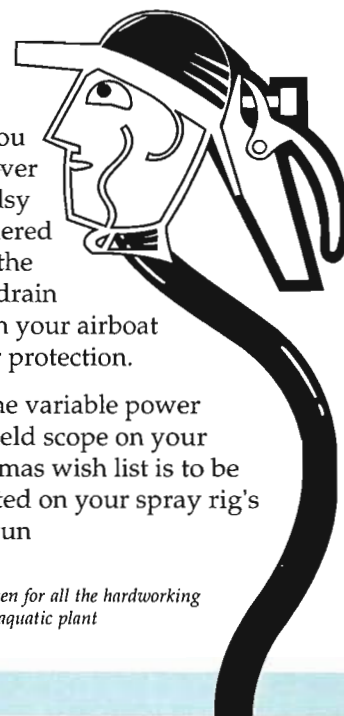 ou
ver
lsy
ered
the
drain
n your airboat
r protection.
ne variable power
eld scope on your
mas wish list is to be
ted on your spray rig's
un
en for all the hardworking
aquatic plant